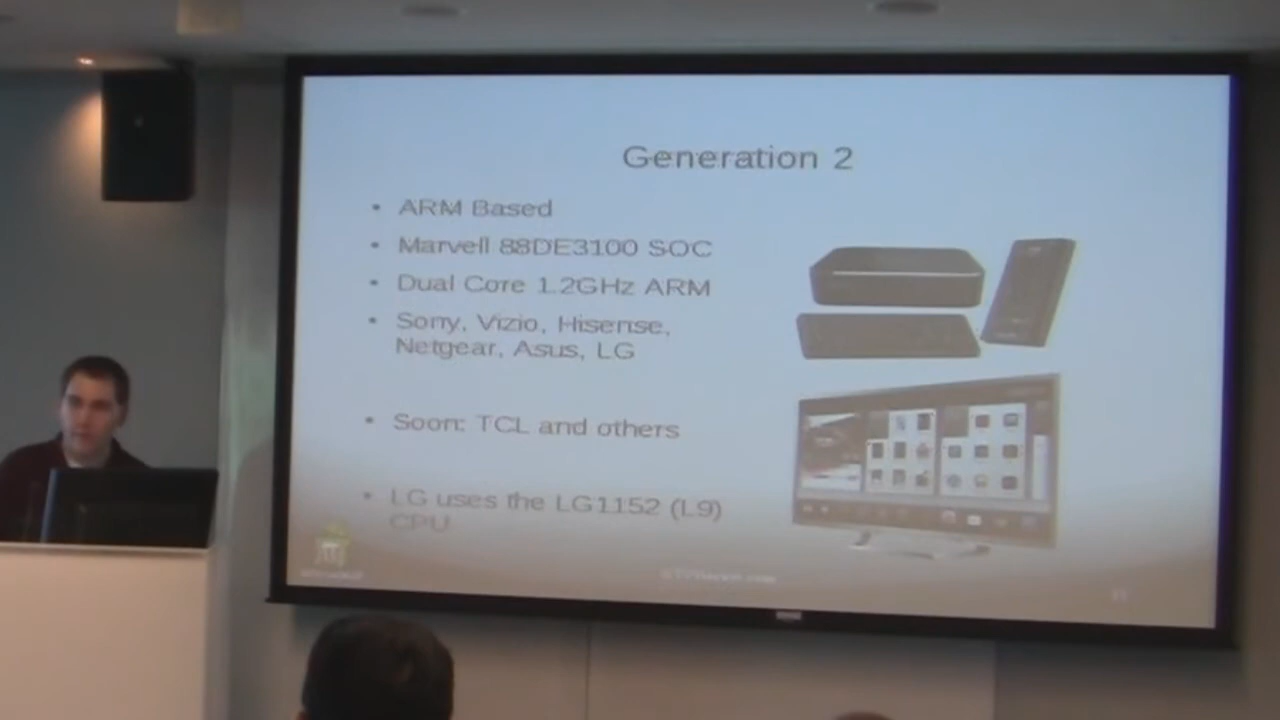 Generation 2
• ARM Based
• Marvell 88DE3100 SOC
• Dual Core 1.2GHz ARM
• Sony, Vizio, Hisense,
Netgear, Asus, LG
• Soon: TCL and others
• LG uses the LG1152 (L9)
CPU